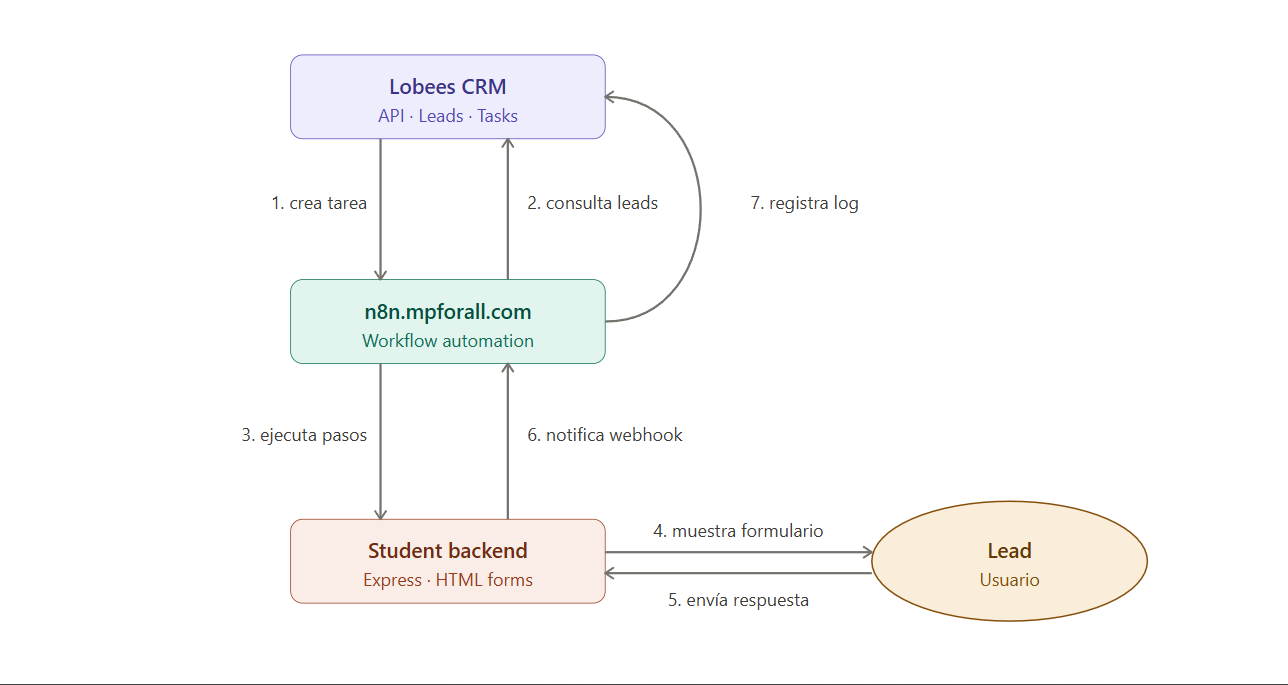 Lobees CRM
API · Leads · Tasks
1. crea tarea
2. consulta leads
7. registra log
n8n.mpforall.com
Workflow automation
3. ejecuta pasos
6. notifica webhook
Student backend
Express · HTML forms
4. muestra formulario
5. envía respuesta
Lead
Usuario